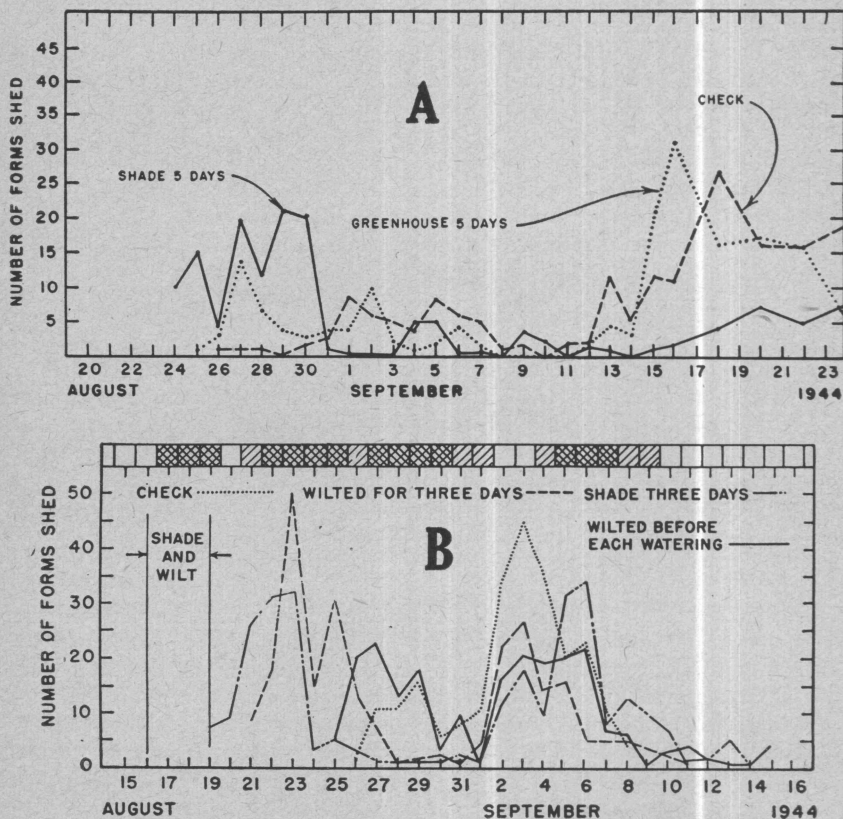 NUMBER OF FORMS SHED
45
40
35
30
25
20
15
10
5
A
CHECK
SHADE 5 DAYS
GREENHOUSE 5 DAYS
20 22 24 26 28 30 1 3 5 7 9 11 13 15 17 19 21 23
AUGUST SEPTEMBER 1944
NUMBER OF FORMS SHED
50
40
30
20
10
0
CHECK WILTED FOR THREE DAYS SHADE THREE DAYS
WILTED BEFORE
EACH WATERING
B
SHADE
AND
WILT
15 17 19 21 23 25 27 29 31 2 4 6 8 10 12 14 16
AUGUST SEPTEMBER 1944